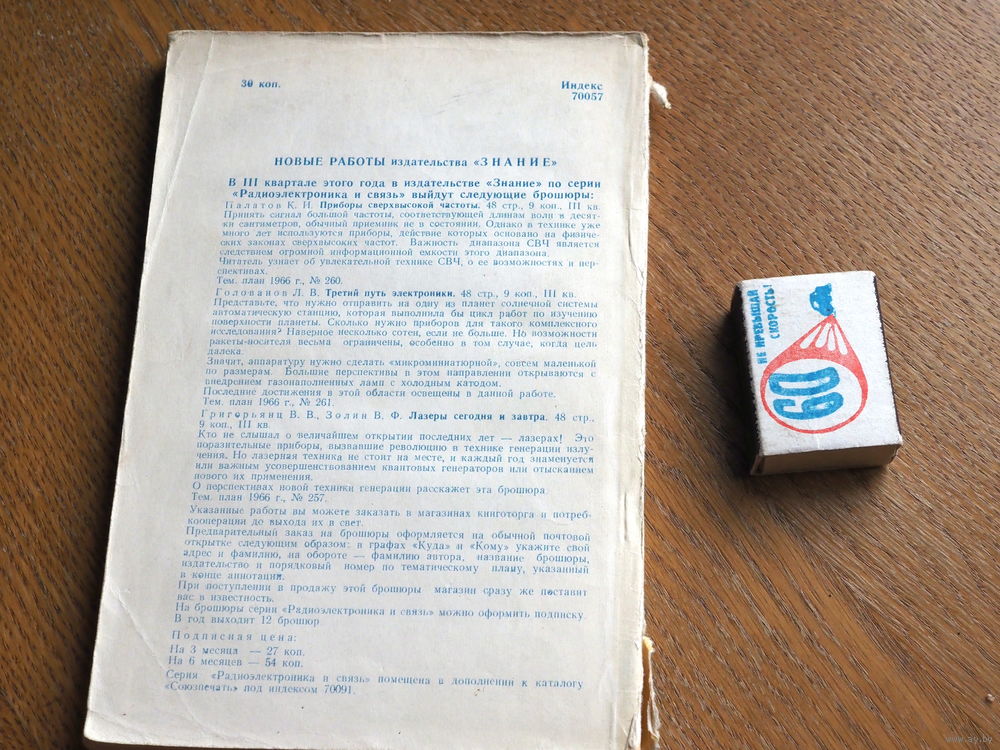 30 коп.
Индекс
70057
НОВЫЕ РАБОТЫ издательства «ЗНАНИЕ»
В III квартале этого года в издательстве «Знание» по серии
«Радиоэлектроника и связь» выйдут следующие брошюры:
Палатов К. И. Приборы сверхвысокой частоты. 48 стр., 9 коп., III кв.
Принять сигнал большой частоты, соответствующей длинам волн в десят-
ки сантиметров, обычный приемник не в состоянии. Однако в технике уже
много лет используются приборы, действие которых основано на физиче-
ских законах сверхвысоких частот. Важность диапазона СВЧ является
следствием огромной информационной емкости этого диапазона.
Читатель узнает об увлекательной технике СВЧ, о ее возможностях и пер-
спективах.
Тем. план 1966 г., № 260.
Голованов Л. В. Третий путь электроники. 48 стр., 9 коп., III кв.
Представьте, что нужно отправить на одну из планет солнечной системы
автоматическую станцию, которая выполнила бы цикл работ по изучению
поверхности планеты. Сколько нужно приборов для такого комплексного
исследования? Наверное несколько сотен, если не больше. Но возможности
ракеты-носителя весьма ограничены, особенно в том случае, когда цель
далека.
Значит, аппаратуру нужно сделать «микроминиатюрной», совсем маленькой
по размерам. Большие перспективы в этом направлении открываются с
внедрением газонаполненных ламп с холодным катодом.
Последние достижения в этой области освещены в данной работе.
Тем. план 1966 г., № 261.
Григорьянц В. В., Золин В. Ф. Лазеры сегодня и завтра. 48 стр.,
9 коп., III кв.
Кто не слышал о величайшем открытии последних лет — лазерах! Это
поразительные приборы, вызвавшие революцию в технике генерации излу-
чения. Но лазерная техника не стоит на месте, и каждый год знаменуется
или важным усовершенствованием квантовых генераторов или отысканием
нового их применения.
О перспективах новой техники генерации расскажет эта брошюра.
Тем. план 1966 г., № 257.
Указанные работы вы можете заказать в магазинах книготорга и потреб-
кооперации до выхода их в свет.
Предварительный заказ на брошюры оформляется на обычной почтовой
открытке следующим образом: в графах «Куда» и «Кому» укажите свой
адрес и фамилию, на обороте — фамилию автора, название брошюры,
издательство и порядковый номер по тематическому плану, указанный
в конце аннотации.
При поступлении в продажу этой брошюры магазин сразу же поставит
вас в известность.
На брошюры серии «Радиоэлектроника и связь» можно оформить подписку.
В год выходят 12 брошюр.
Подписная цена:
На 3 месяца — 27 коп.
На 6 месяцев — 54 коп.
Серия «Радиоэлектроника и связь» помещена в дополнении к каталогу
«Союзпечать» под индексом 70091.
НЕ ПРЕВЫШАЙ
СКОРОСТЬ!
60
www.ay.by